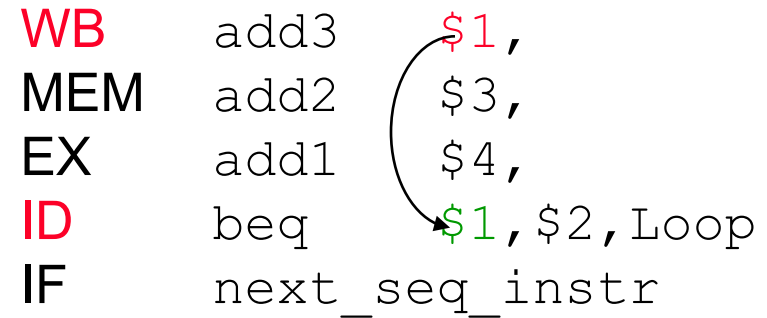 WB add3 $1,
MEM add2 $3,
EX add1 $4,
ID beq $1,$2,Loop
IF next_seq_instr